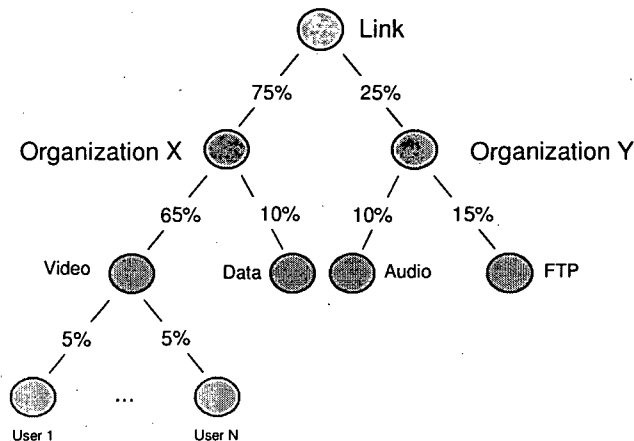 Link
75% 25%
Organization X Organization Y
65% 10% 10% 15%
Video Data Audio FTP
5% 5%
...
User 1 User N